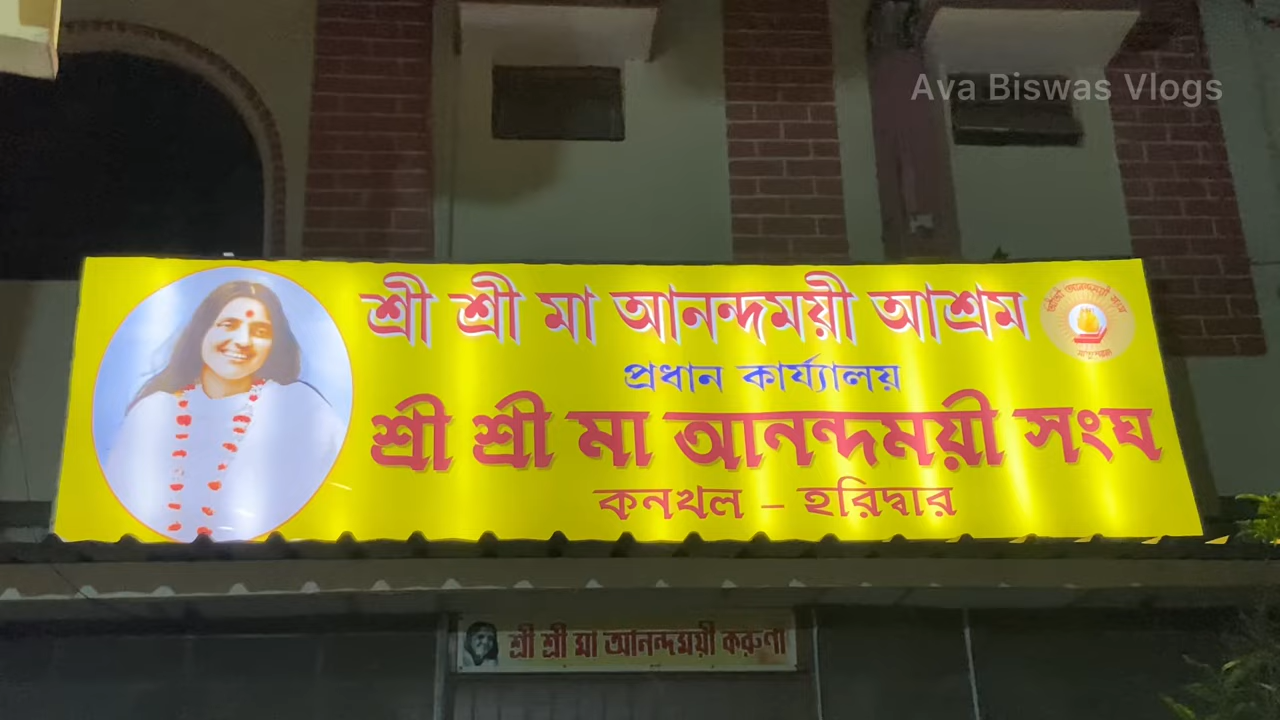 Ava Biswas Vlogs
শ্রী শ্রী মা আনন্দময়ী আশ্রম
প্রধান কার্য্যালয়
শ্রী শ্রী মা আনন্দময়ী সংঘ
কনখল – হরিদ্বার
শ্রী শ্রী মা আনন্দময়ী করুণা